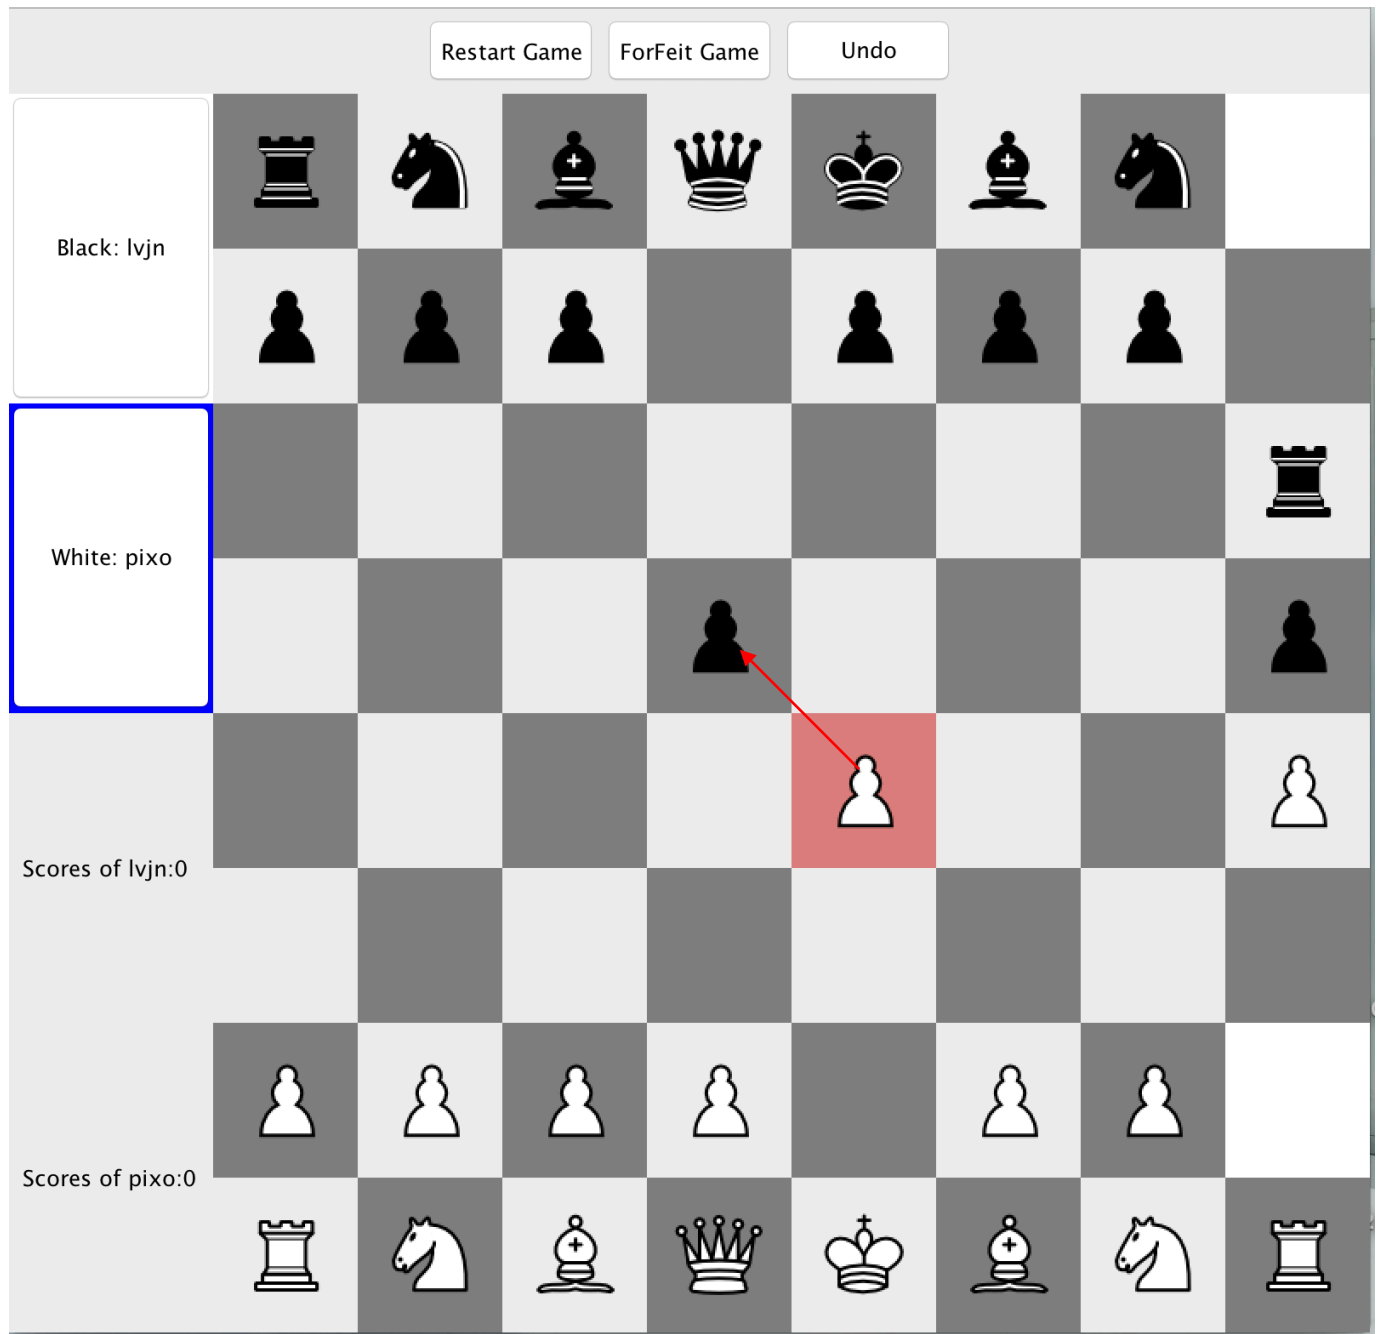 Restart Game
ForFeit Game
Undo
Black: lvjn
White: pixo
Scores of lvjn:0
Scores of pixo:0